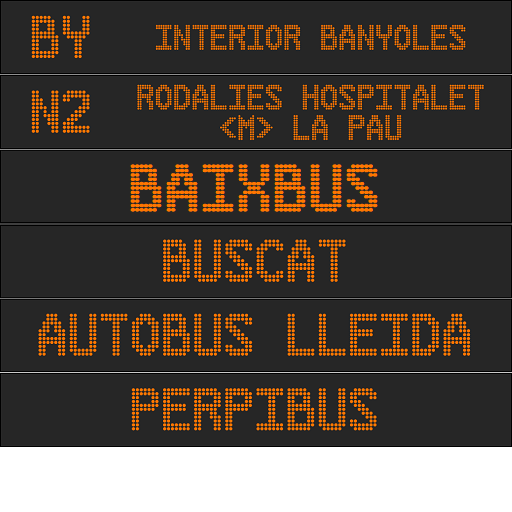 BY INTERIOR BANYOLES
N2 RODALIES HOSPITALET
<M> LA PAU
BAIXBUS
BUSCAT
AUTOBUS LLEIDA
PERPIBUS